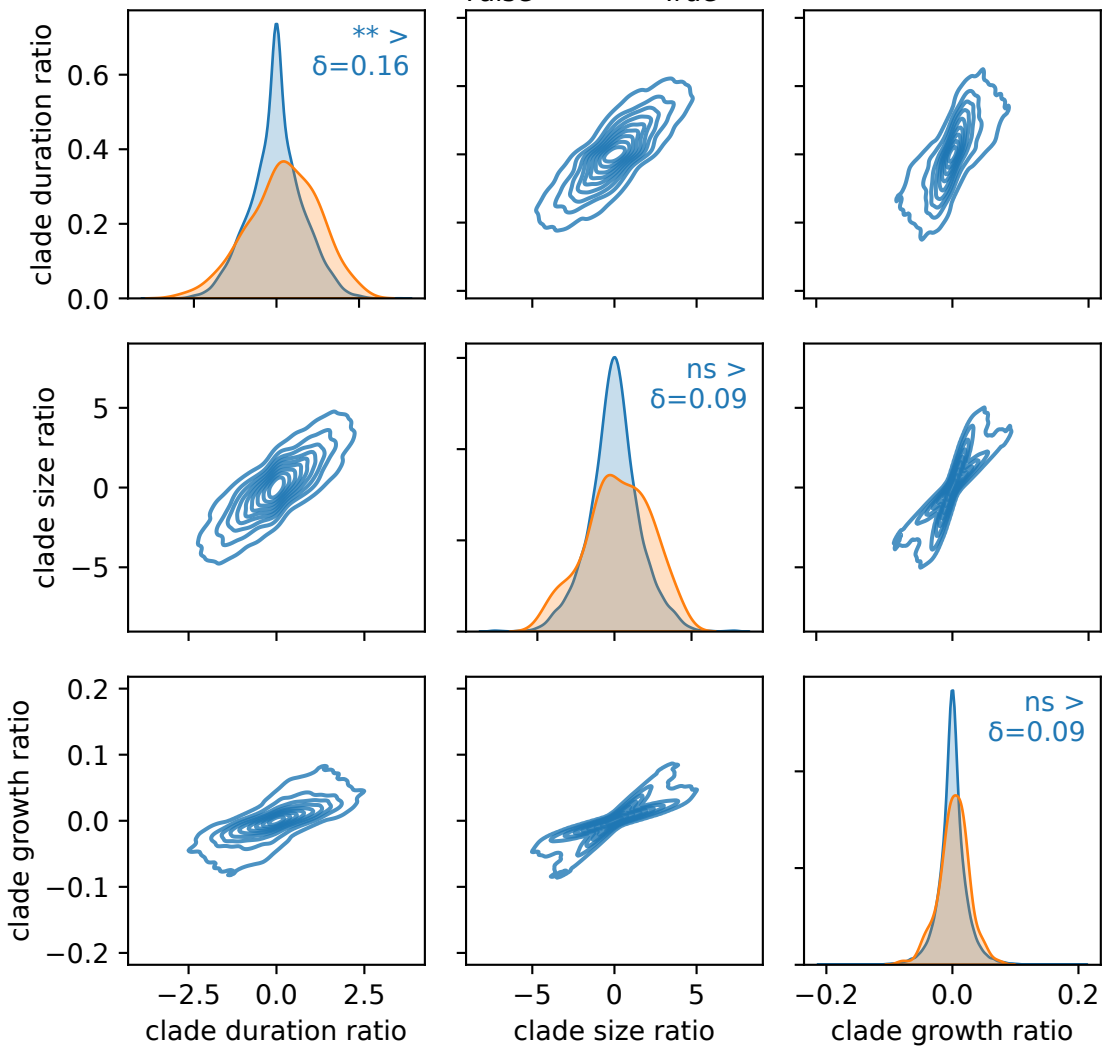 clade duration ratio
0.6
0.4
0.2
0.0
** >
δ=0.16
clade size ratio
5
0
−5
ns >
δ=0.09
clade growth ratio
0.2
0.1
0.0
−0.1
−0.2
ns >
δ=0.09
−2.5 0.0 2.5
−5 0 5
−0.2 0.0 0.2
clade duration ratio
clade size ratio
clade growth ratio